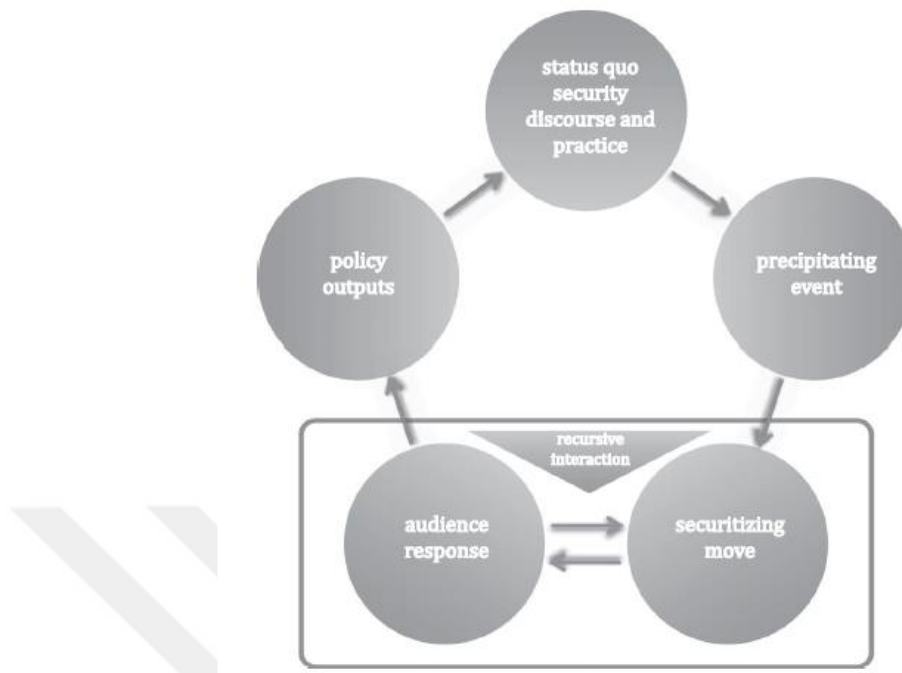 status quo
security
discourse and
practice
policy
outputs
precipitating
event
recursive
interaction
audience
response
securitizing
move